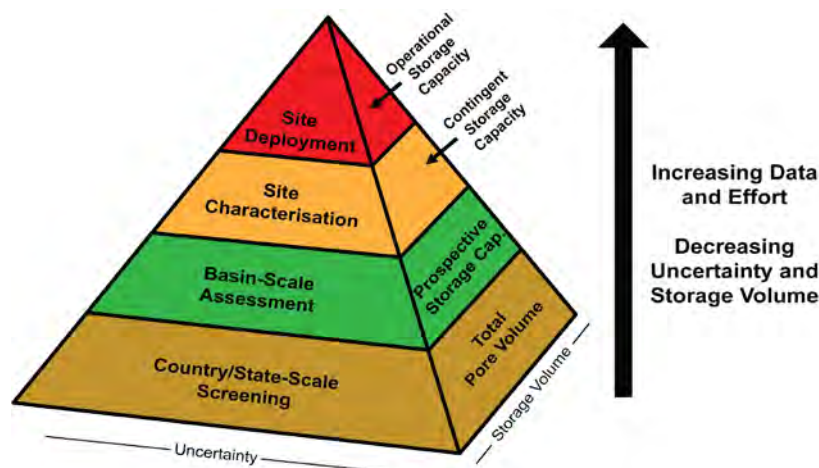 Operational
Storage
Capacity
Contingent
Storage
Capacity
Site
Deployment
Site
Characterisation
Basin-Scale
Assessment
Prospective
Storage Cap.
Country/State-Scale
Screening
Total
Pore Volume
Uncertainty
Storage Volume
Increasing Data
and Effort
Decreasing
Uncertainty and
Storage Volume